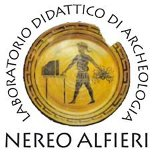 LABORATORIO DIDATTICO DI ARCHEOLOGIA
NEREO ALFIERI